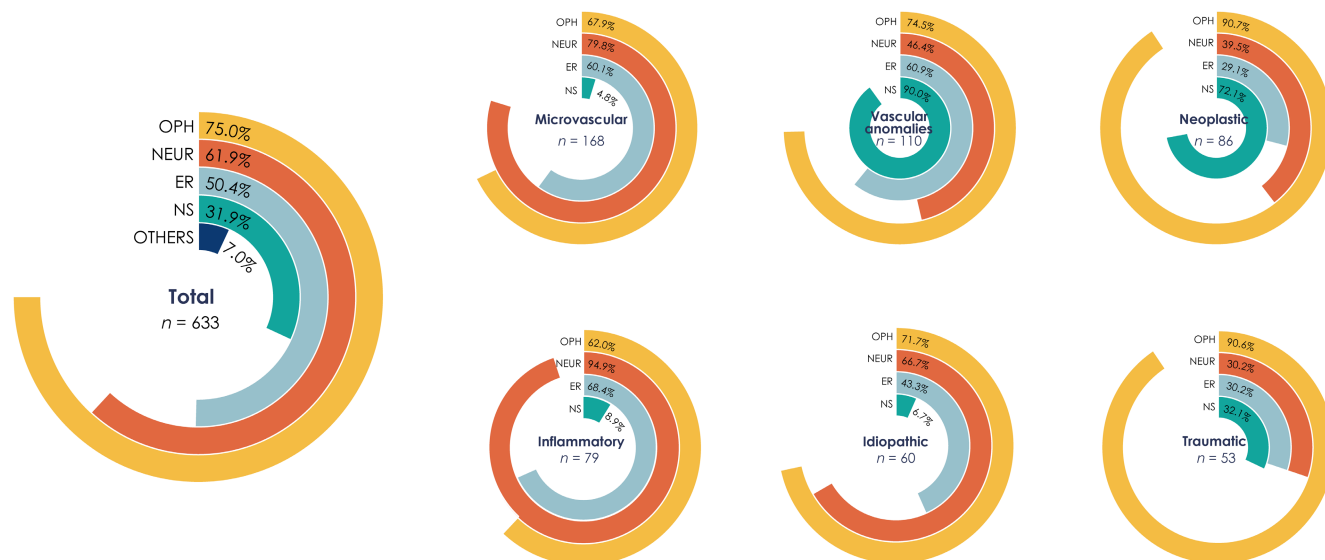 OPH 75.0%
NEUR 61.9%
ER 50.4%
NS 31.9%
OTHERS 7.0%
Total
n = 633
OPH 67.9%
NEUR 79.8%
ER 60.1%
NS 4.8%
Microvascular
n = 168
OPH 74.5%
NEUR 46.4%
ER 60.9%
NS 90.0%
Vascular
anomalies
n = 110
OPH 90.7%
NEUR 39.5%
ER 29.1%
NS 72.1%
Neoplastic
n = 86
OPH 62.0%
NEUR 94.9%
ER 68.4%
NS 8.9%
Inflammatory
n = 79
OPH 71.7%
NEUR 66.7%
ER 43.3%
NS 6.7%
Idiopathic
n = 60
OPH 90.6%
NEUR 30.2%
ER 30.2%
NS 32.1%
Traumatic
n = 53